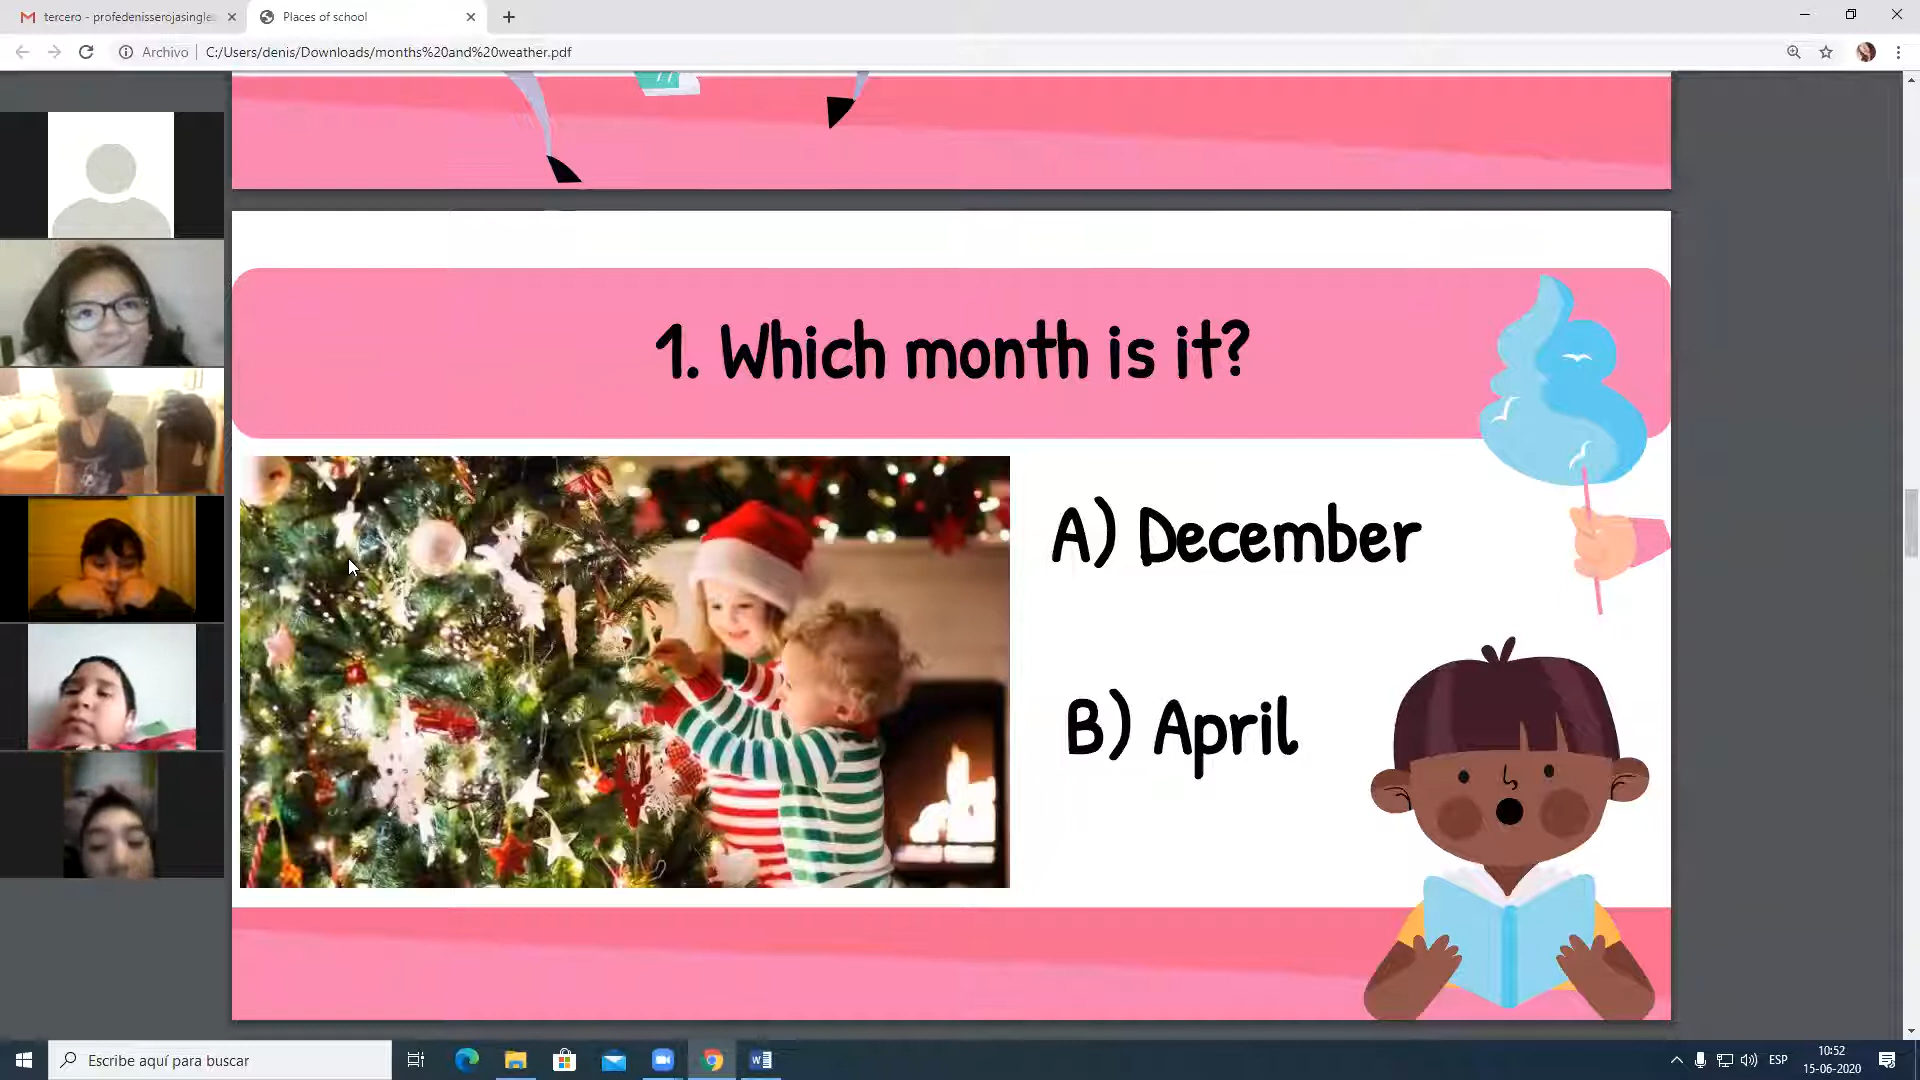 tercero - profedenisserojasingle
Places of school
Archivo
C:/Users/denis/Downloads/months%20and%20weather.pdf
1. Which month is it?
A) December
B) April
Escribe aquí para buscar
ESP
10:52
15-06-2020